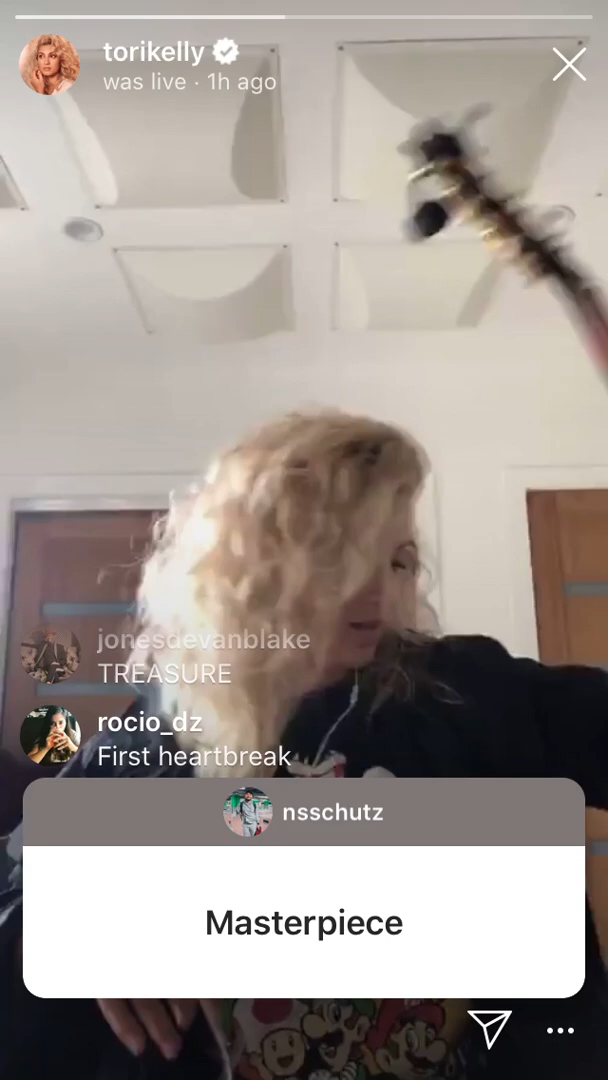 torikelly
was live · 1h ago
jonesdevanblake
TREASURE
rocio_dz
First heartbreak
nsschutz
Masterpiece